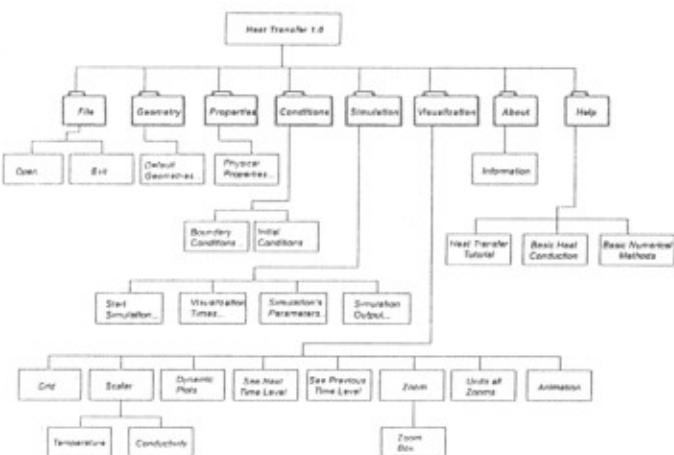 Heat Transfer 1.0
File
Geometry
Properties
Conditions
Simulation
Visualization
About
Help
Open...
Exit
Default
Geometries...
Physical
Properties...
Information
Boundary
Conditions...
Initial
Conditions
Heat Transfer
Tutorial
Basic Heat
Conduction
Basic Numerical
Methods
Start
Simulation...
Visualization
Times...
Simulation's
Parameters...
Simulation
Output...
Grid
Scalar
Dynamic
Plots
See Next
Time Level
See Previous
Time Level
Zoom
Zooms
Animation
Temperature
Conductivity
Zoom
Box